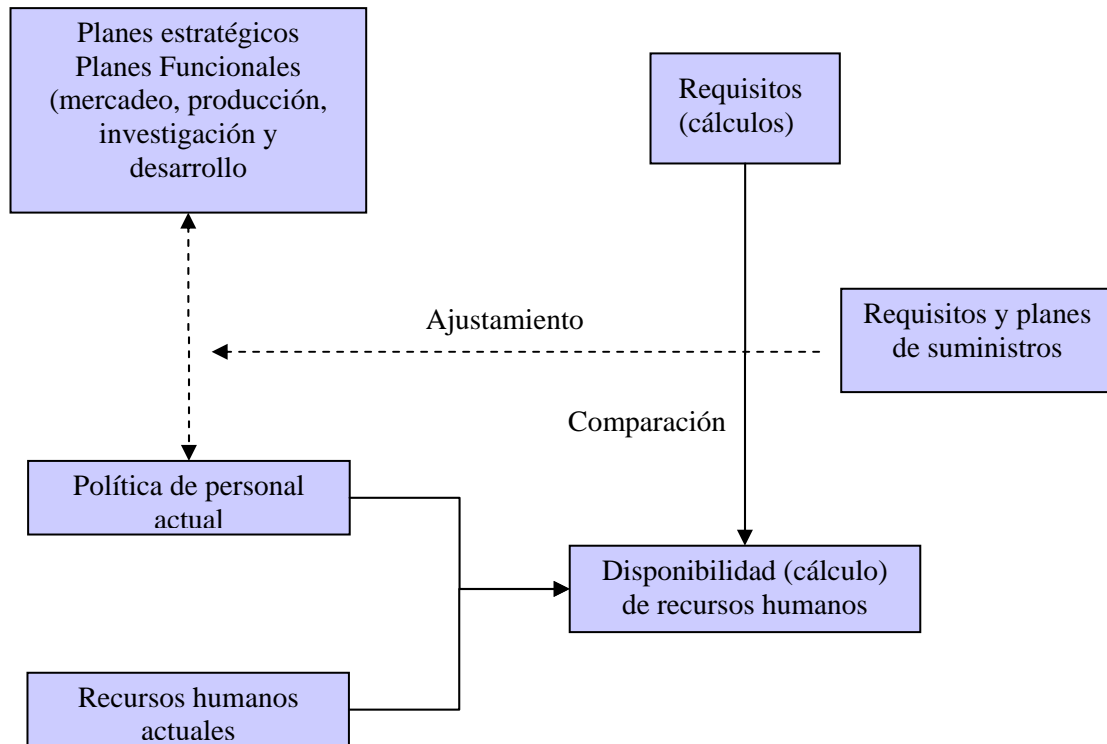 Planes estratégicos
Planes Funcionales
(mercadeo, producción,
investigación y
desarrollo
Requisitos
(cálculos)
Ajustamiento
Requisitos y planes
de suministros
Comparación
Política de personal
actual
Disponibilidad (cálculo)
de recursos humanos
Recursos humanos
actuales